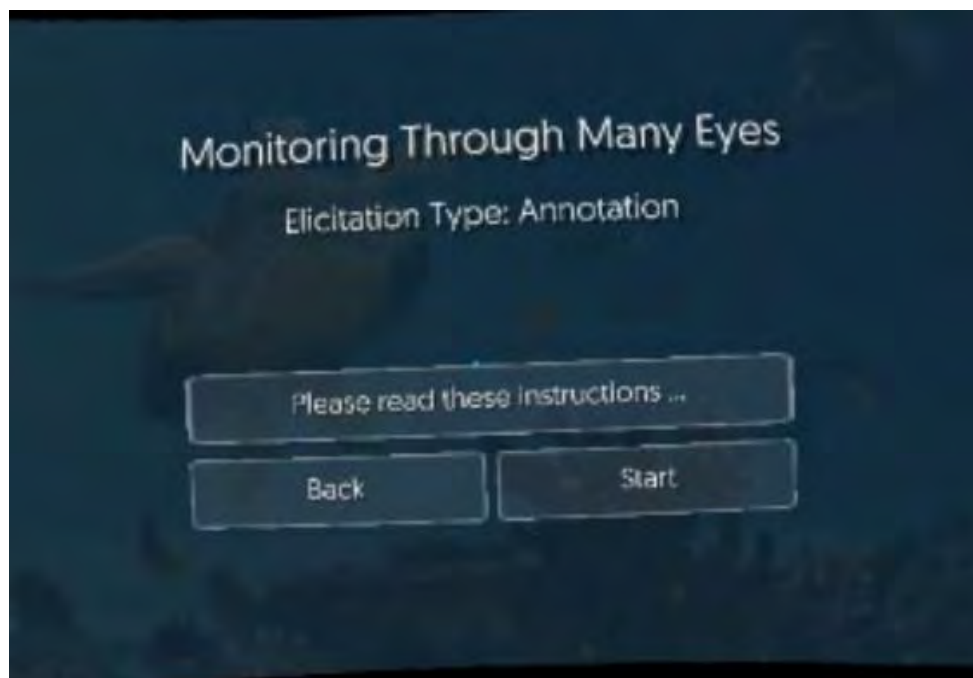 Monitoring Through Many Eyes
Elicitation Type: Annotation
Please read these instructions ...
Back
Start